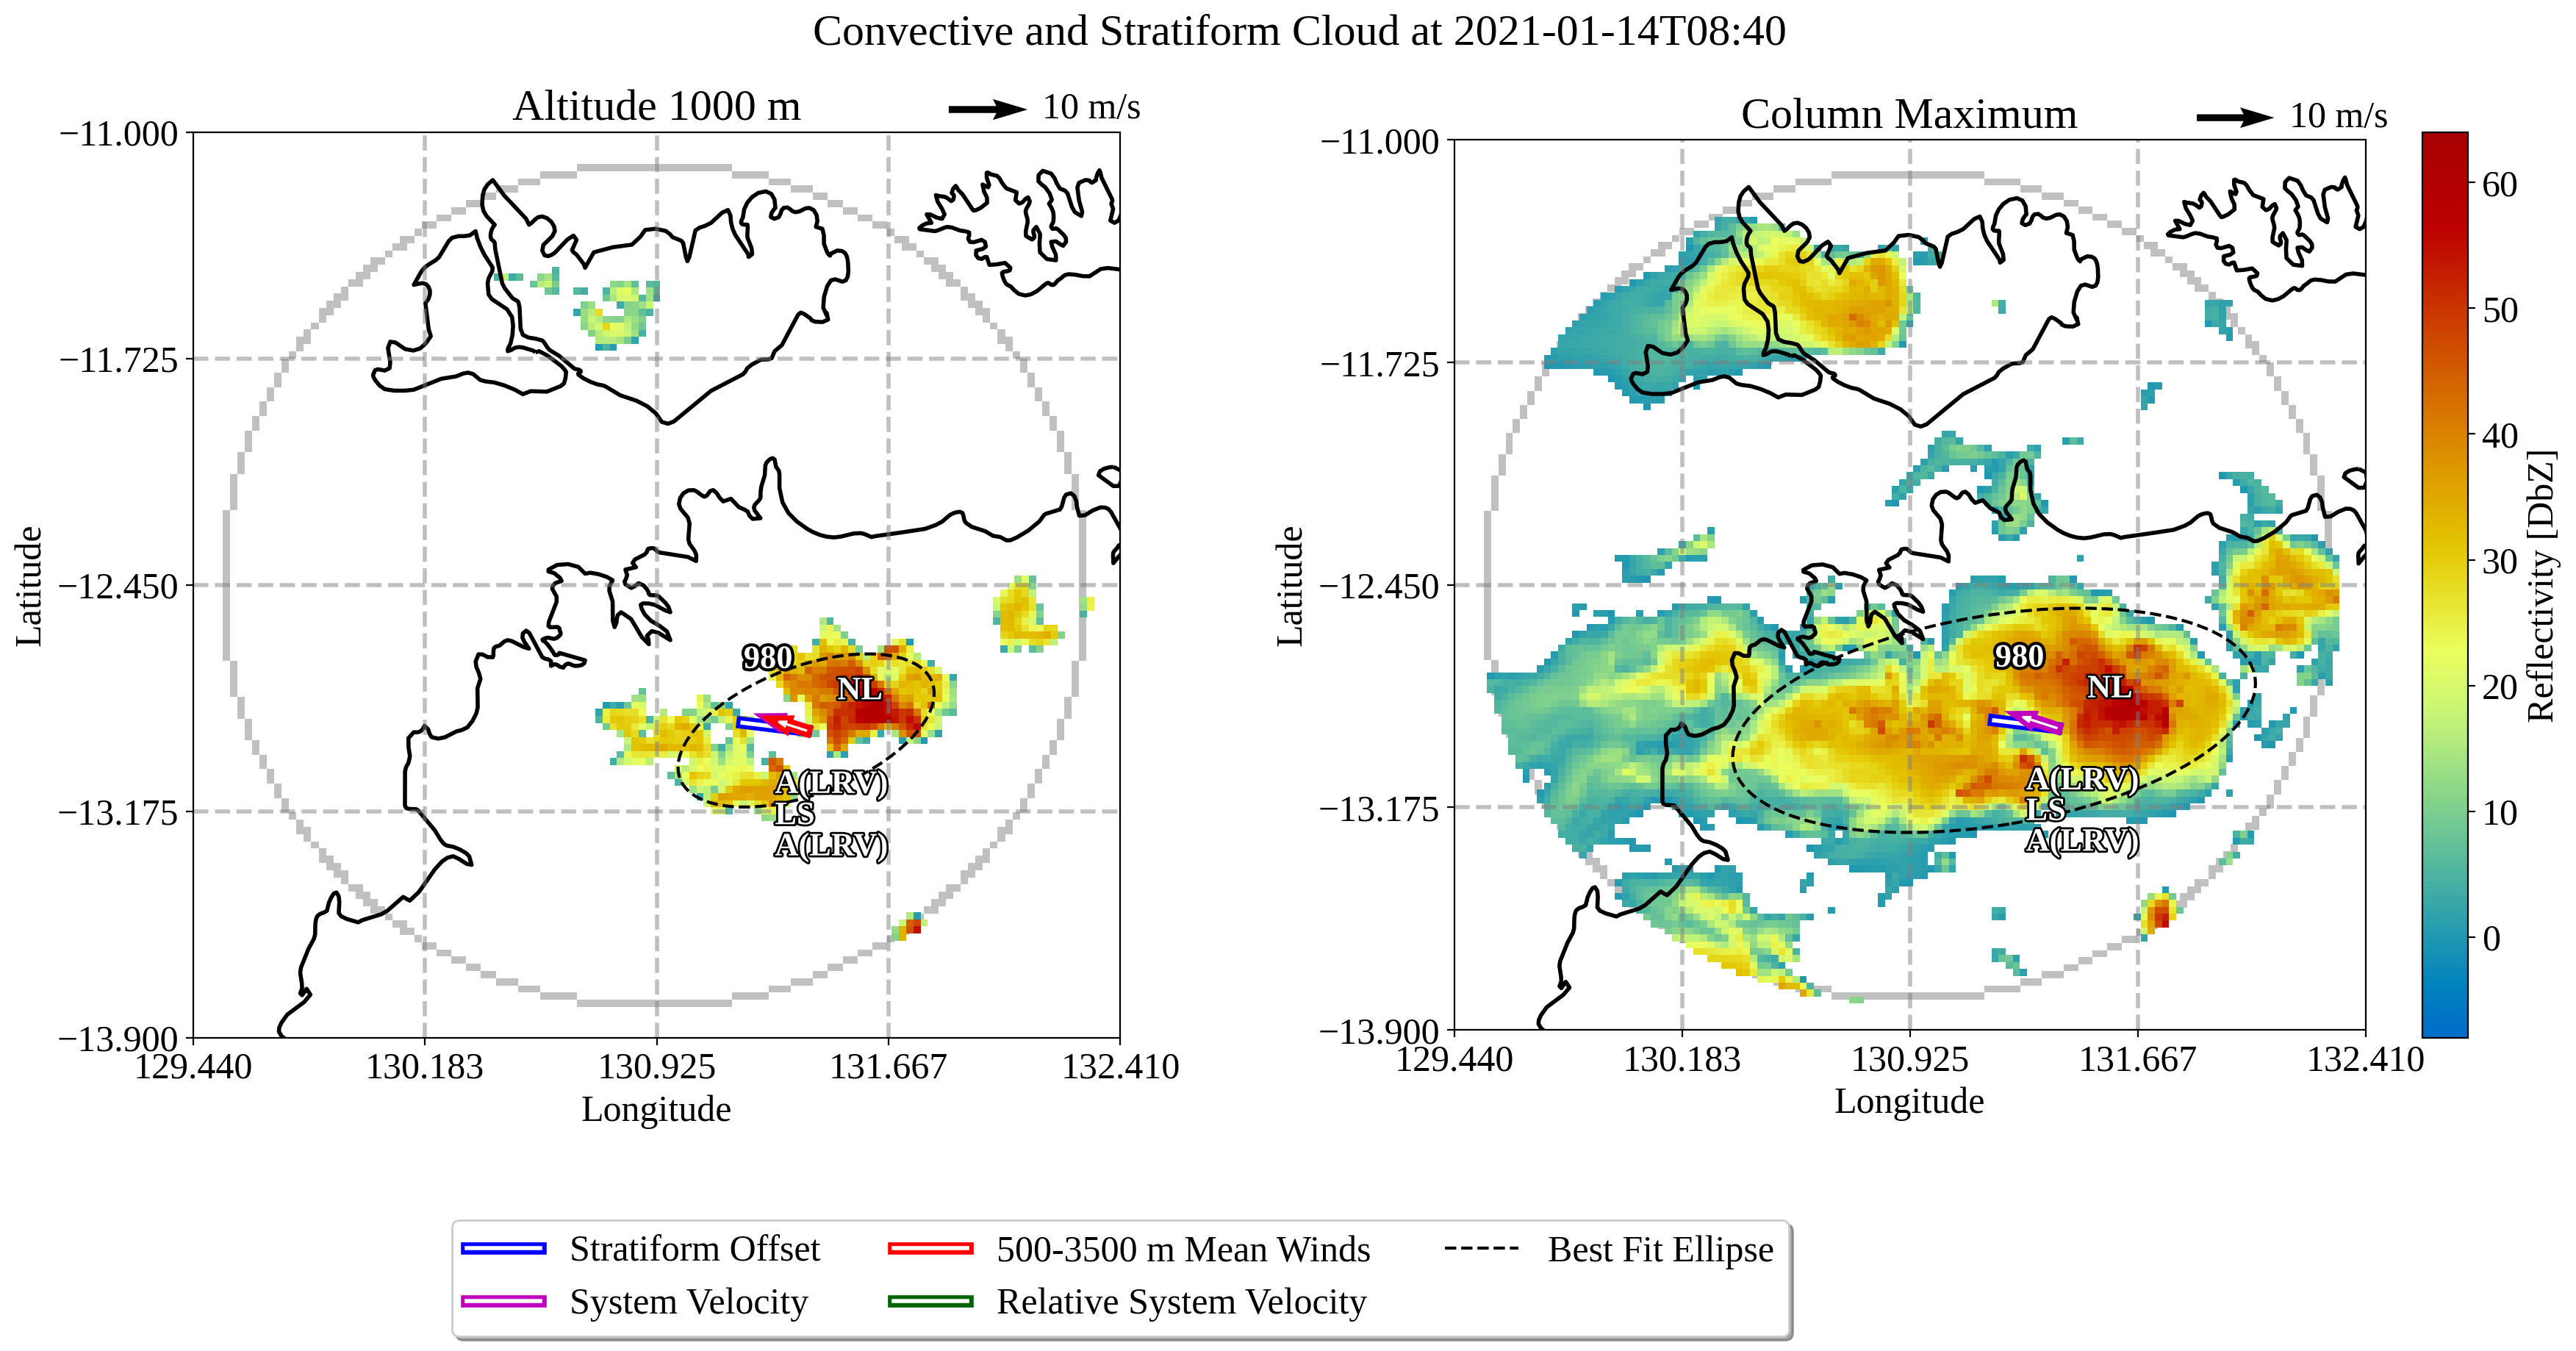 Convective and Stratiform Cloud at 2021-01-14T08:40
Altitude 1000 m
10 m/s
−11.000
−11.725
−12.450
−13.175
−13.900
Latitude
129.440
130.183
130.925
131.667
132.410
Longitude
980
NL
A(LRV)
LS
A(LRV)
Column Maximum
10 m/s
−11.000
−11.725
−12.450
−13.175
−13.900
Latitude
129.440
130.183
130.925
131.667
132.410
Longitude
980
NL
A(LRV)
LS
A(LRV)
60
50
40
30
20
10
0
Reflectivity [DbZ]
Stratiform Offset
System Velocity
500-3500 m Mean Winds
Relative System Velocity
Best Fit Ellipse